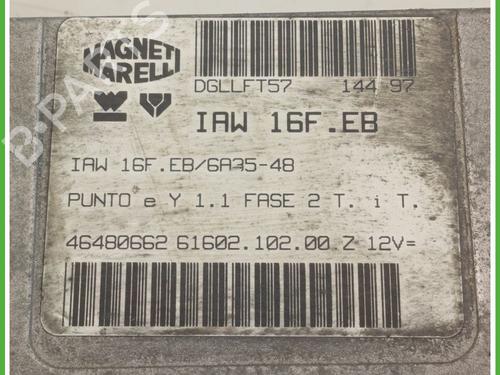 MAGNETI
MARELLI
DGLLFT57 144 97
IAW 16F.EB
IAW 16F.EB/6A35-48
PUNTO e Y 1.1 FASE 2 T. i T.
46480662 61602.102.00 Z 12V=
B-PARTS